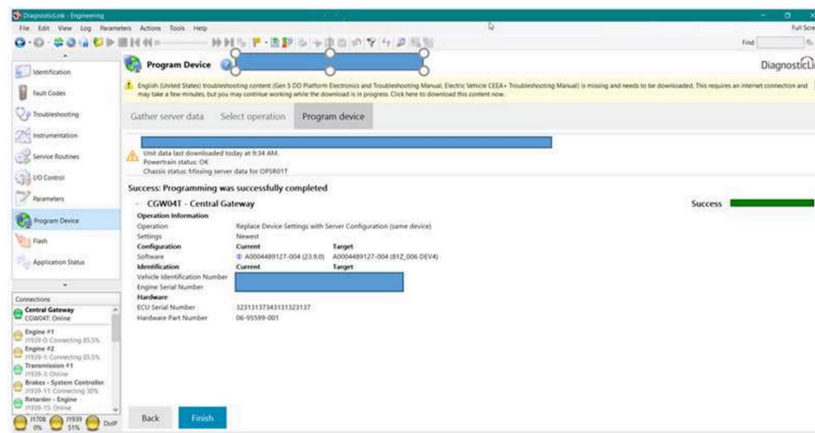 DiagnosticLink - Engineering
File Edit View Log Parameters Actions Tools Help
Full Scre
Find
Identification
Fault Codes
Troubleshooting
Instrumentation
Service Routines
I/O Control
Parameters
Program Device
Flash
Application Status
Connections
Central Gateway
CGW04T: Online
Engine #1
J1939-0: Connecting 85.5%
Engine #2
J1939-1: Connecting 85.5%
Transmission #1
J1939-3: Online
Brakes - System Controller
J1939-11: Connecting 30%
Retarder - Engine
J1939-15: Online
J1708 J1939 DoIP
0% 51%
Program Device
DiagnosticLi
English (United States) troubleshooting content (Gen 5 DD Platform Electronics and Troubleshooting Manual, Electric Vehicle CEEA+ Troubleshooting Manual) is missing and needs to be downloaded. This requires an internet connection and
may take a few minutes, but you may continue working while the download is in progress. Click here to download this content now.
Gather server data Select operation Program device
Unit data last downloaded today at 9:34 AM.
Powertrain status: OK
Chassis status: Missing server data for OPSR01T
Success: Programming was successfully completed
- CGW04T - Central Gateway
Success
Operation Information
Operation Replace Device Settings with Server Configuration (same device)
Settings Newest
Configuration Current Target
Software A0004489127-004 (23.9.0) A0004489127-004 (81Z_006 DEV4)
Identification Current Target
Vehicle Identification Number
Engine Serial Number
Hardware
ECU Serial Number 32313137343131323137
Hardware Part Number 06-95599-001
Back Finish